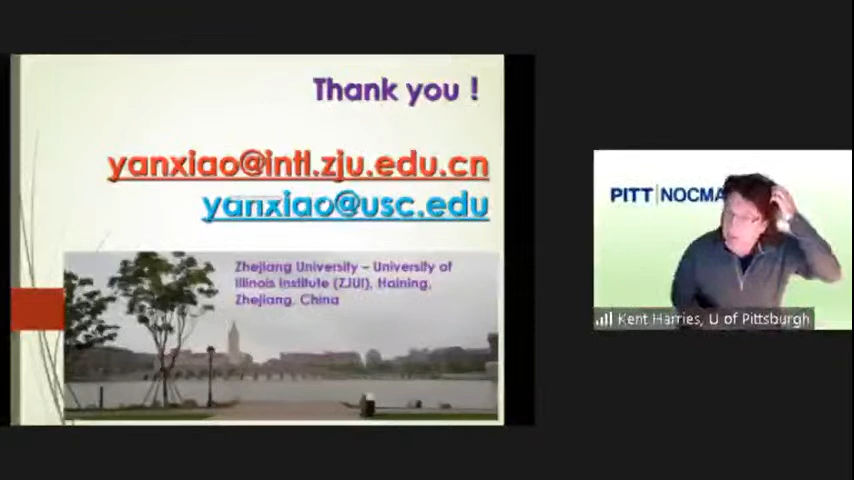 Thank you !
yanxiao@intl.zju.edu.cn
yanxiao@usc.edu
Zhejiang University – University of
Illinois Institute (ZJUI), Haining,
Zhejiang, China
PITT|NOCMA
Kent Harries, U of Pittsburgh